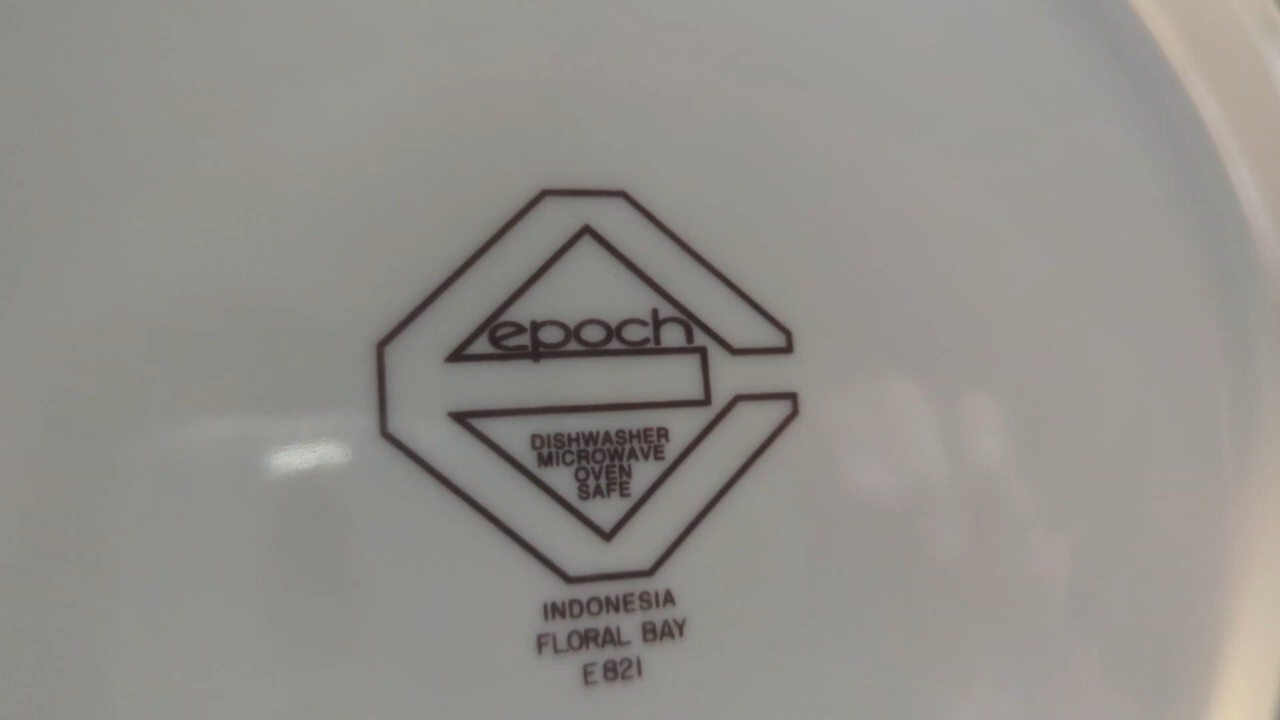 epoch
DISHWASHER
MICROWAVE
OVEN
SAFE
INDONESIA
FLORAL BAY
E821